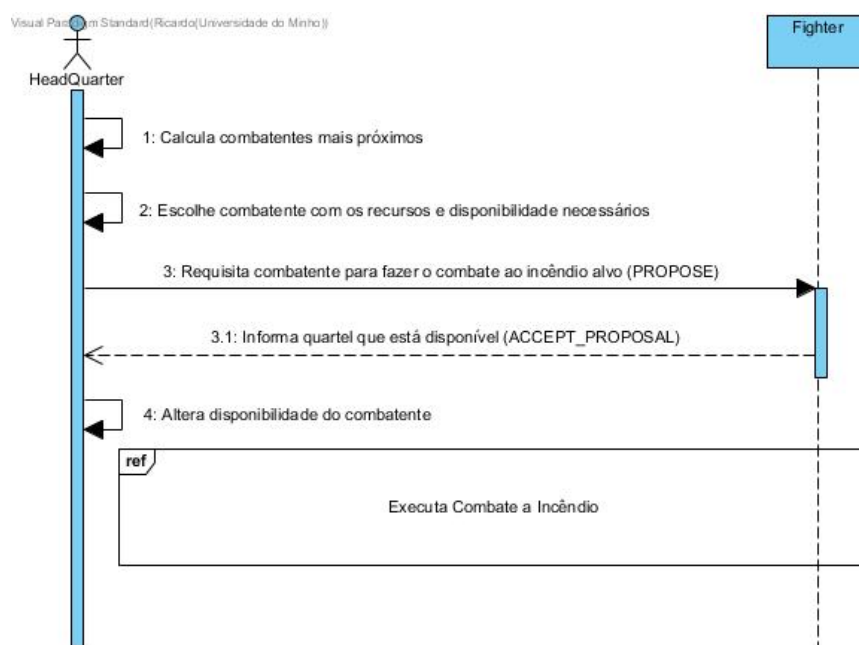 Visual Paradigm Standard(Ricardo(Universidade do Minho))
Fighter
HeadQuarter
1: Calcula combatentes mais próximos
2: Escolhe combatente com os recursos e disponibilidade necessários
3: Requisita combatente para fazer o combate ao incêndio alvo (PROPOSE)
3.1: Informa quartel que está disponível (ACCEPT_PROPOSAL)
4: Altera disponibilidade do combatente
ref
Executa Combate a Incêndio